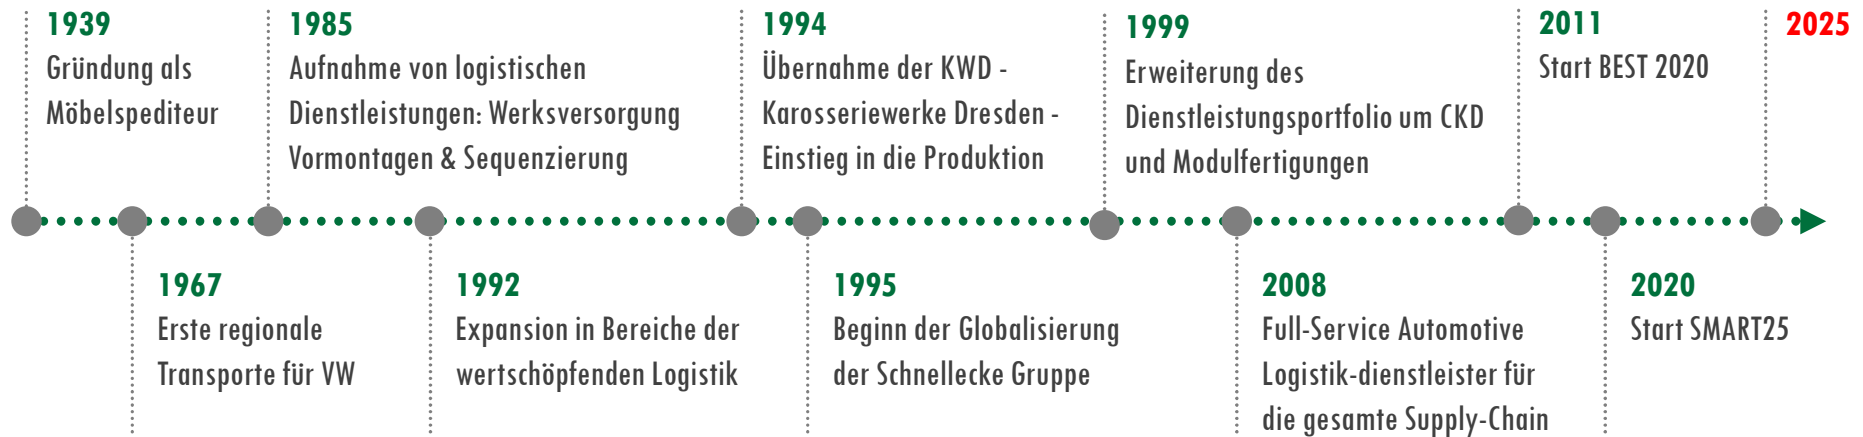 1939
Gründung als
Möbelspediteur
1967
Erste regionale
Transporte für VW
1985
Aufnahme von logistischen
Dienstleistungen: Werksversorgung
Vormontagen & Sequenzierung
1992
Expansion in Bereiche der
wertschöpfenden Logistik
1994
Übernahme der KWD -
Karosseriewerke Dresden -
Einstieg in die Produktion
1995
Beginn der Globalisierung
der Schnellecke Gruppe
1999
Erweiterung des
Dienstleistungsportfolio um CKD
und Modulfertigungen
2008
Full-Service Automotive
Logistik-dienstleister für
die gesamte Supply-Chain
2011
Start BEST 2020
2020
Start SMART25
2025